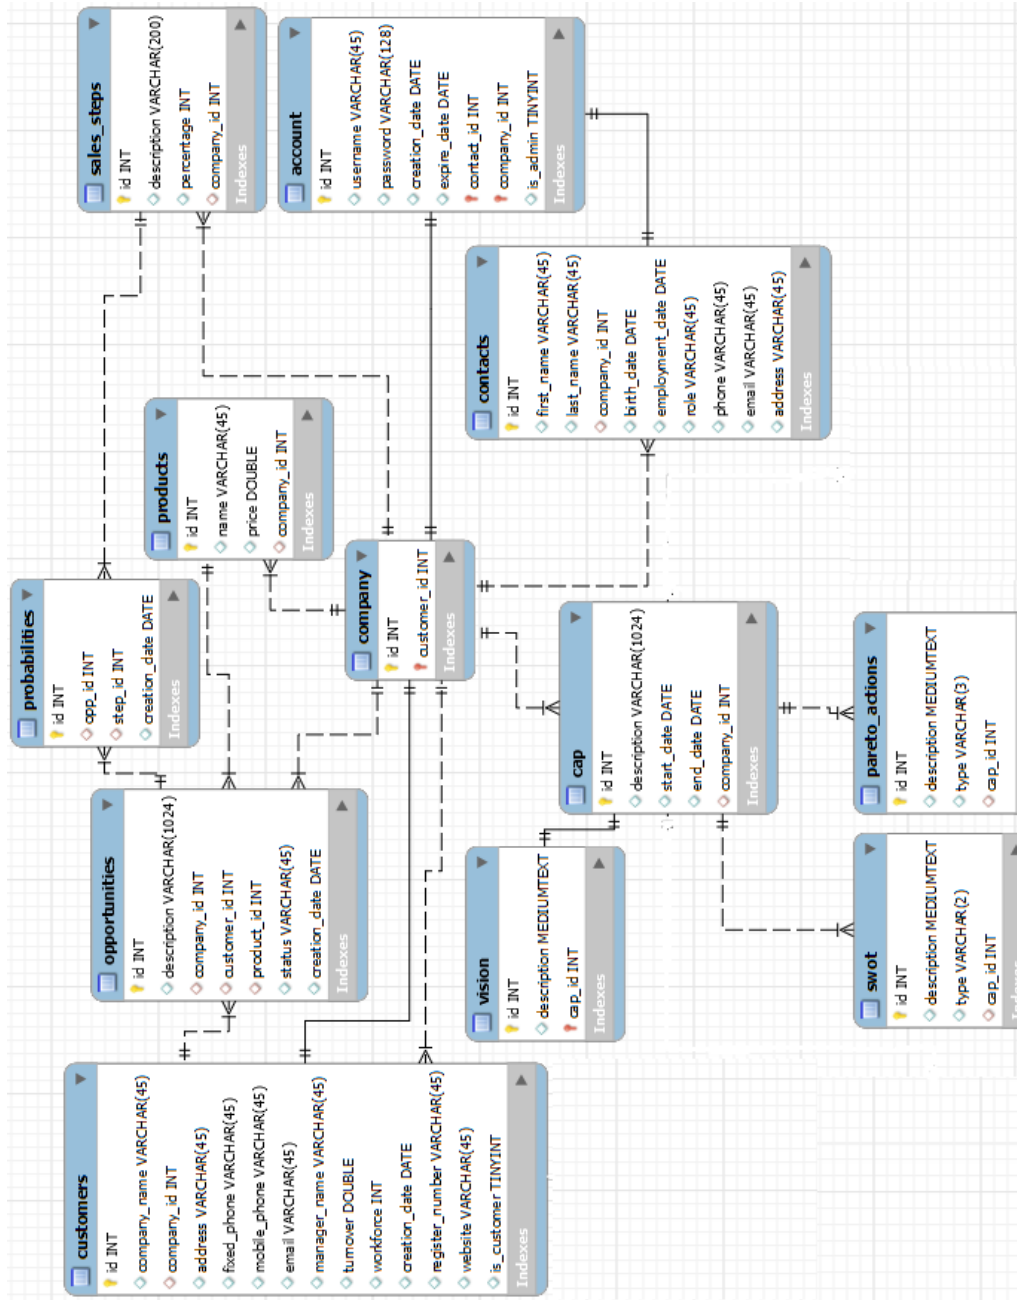 sales_steps
id INT
description VARCHAR(200)
percentage INT
company_id INT
Indexes
account
id INT
username VARCHAR(45)
password VARCHAR(128)
creation_date DATE
expire_date DATE
contact_id INT
company_id INT
is_admin TINYINT
Indexes
contacts
id INT
first_name VARCHAR(45)
last_name VARCHAR(45)
company_id INT
birth_date DATE
employment_date DATE
role VARCHAR(45)
phone VARCHAR(45)
email VARCHAR(45)
address VARCHAR(45)
Indexes
products
id INT
name VARCHAR(45)
price DOUBLE
company_id INT
Indexes
probabilities
id INT
opp_id INT
step_id INT
creation_date DATE
Indexes
company
id INT
customer_id INT
Indexes
cap
id INT
description VARCHAR(1024)
start_date DATE
end_date DATE
company_id INT
Indexes
pareto_actions
id INT
description MEDIUMTEXT
type VARCHAR(3)
cap_id INT
opportunities
id INT
description VARCHAR(1024)
company_id INT
customer_id INT
product_id INT
status VARCHAR(45)
creation_date DATE
Indexes
vision
id INT
description MEDIUMTEXT
cap_id INT
Indexes
swot
id INT
description MEDIUMTEXT
type VARCHAR(2)
cap_id INT
Indexes
customers
id INT
company_name VARCHAR(45)
company_id INT
address VARCHAR(45)
fixed_phone VARCHAR(45)
mobile_phone VARCHAR(45)
email VARCHAR(45)
manager_name VARCHAR(45)
turnover DOUBLE
workforce INT
creation_date DATE
register_number VARCHAR(45)
website VARCHAR(45)
is_customer TINYINT
Indexes